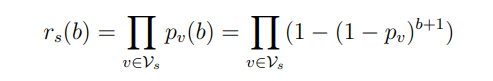 $r_s(b) = \prod_{v \in \mathcal{V}_s} p_v(b) = \prod_{v \in \mathcal{V}_s} (1 - (1 - p_v)^{b+1})$